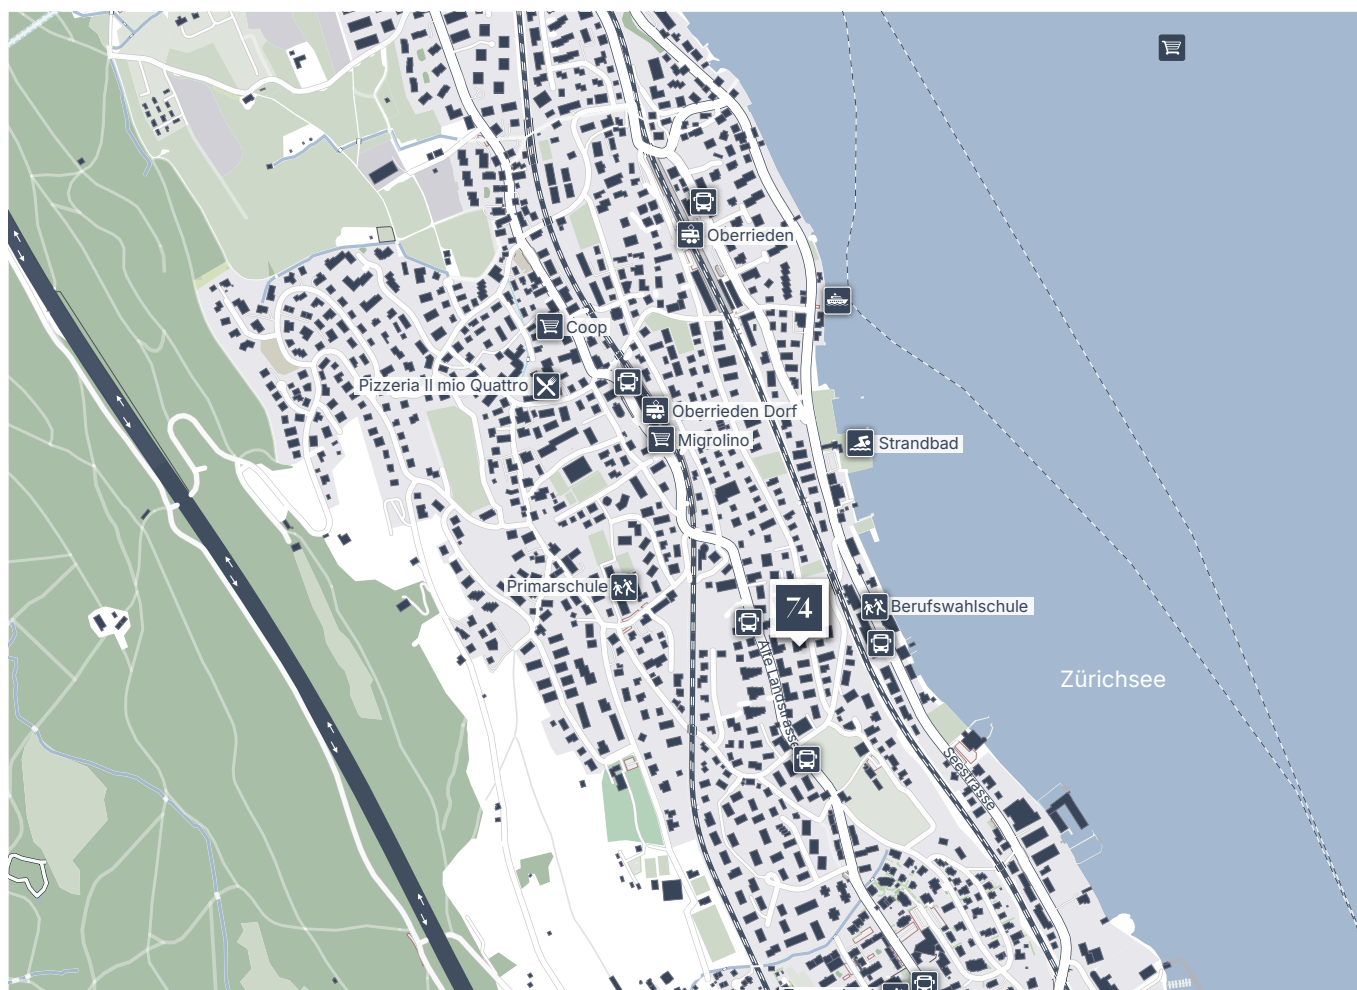 Oberrieden
Coop
Pizzeria Il mio Quattro
Oberrieden Dorf
Migrolino
Strandbad
Primarschule
74
Berufswahlschule
Alte Landstrasse
Zürichsee
Seestrasse